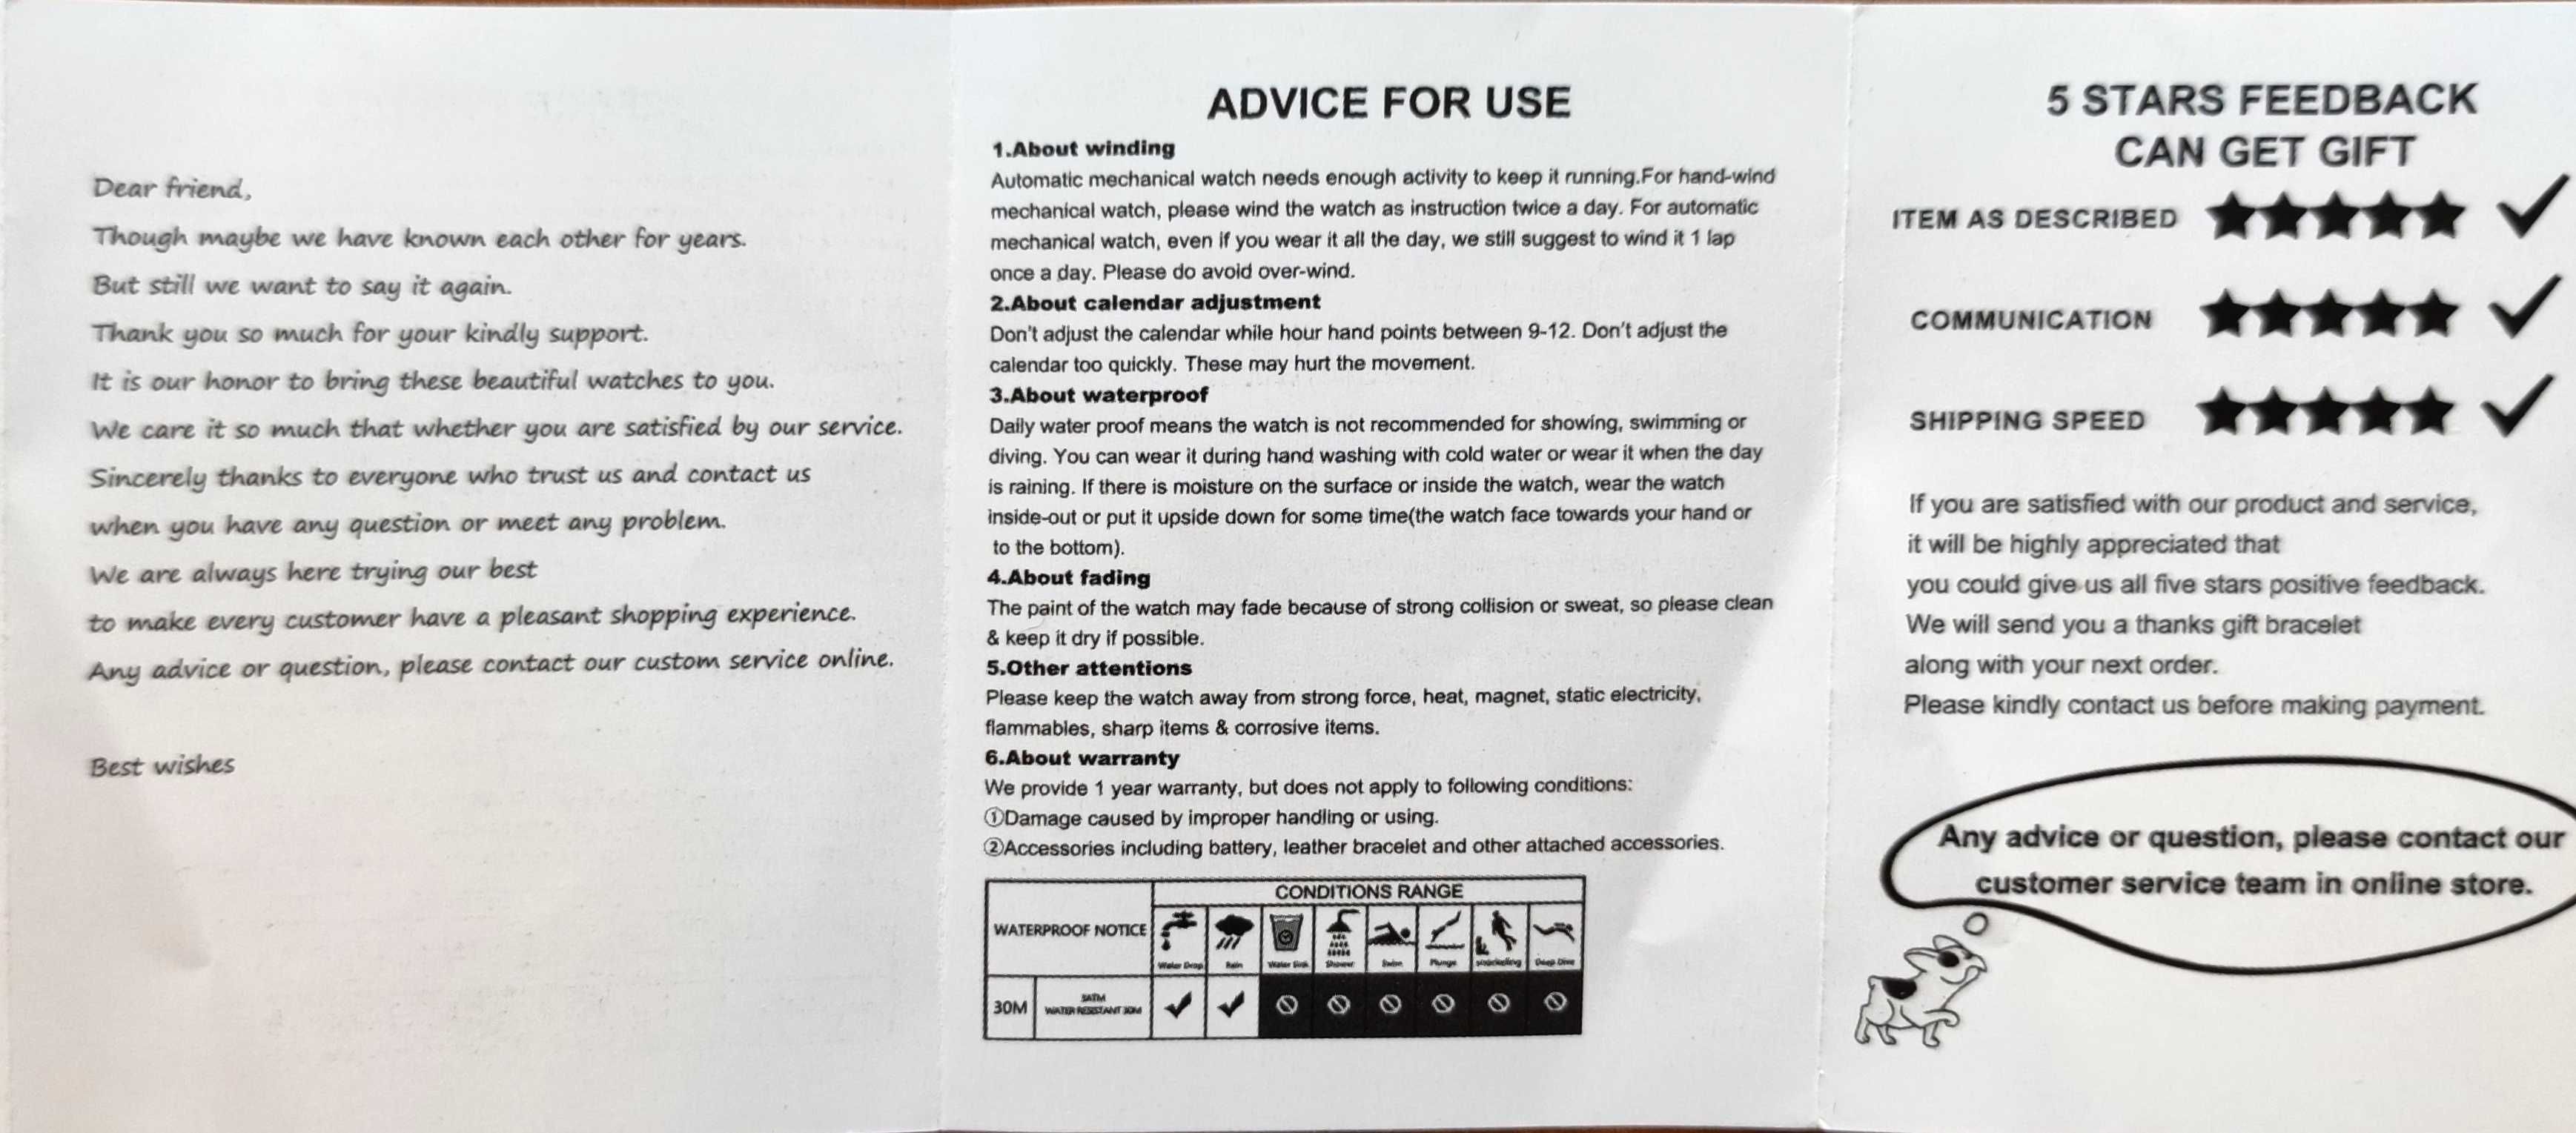 Dear friend,
Though maybe we have known each other for years.
But still we want to say it again.
Thank you so much for your kindly support.
It is our honor to bring these beautiful watches to you.
We care it so much that whether you are satisfied by our service.
Sincerely thanks to everyone who trust us and contact us
when you have any question or meet any problem.
We are always here trying our best
to make every customer have a pleasant shopping experience.
Any advice or question, please contact our custom service online.
Best wishes
ADVICE FOR USE
1.About winding
Automatic mechanical watch needs enough activity to keep it running.For hand-wind
mechanical watch, please wind the watch as instruction twice a day. For automatic
mechanical watch, even if you wear it all the day, we still suggest to wind it 1 lap
once a day. Please do avoid over-wind.
2.About calendar adjustment
Don't adjust the calendar while hour hand points between 9-12. Don't adjust the
calendar too quickly. These may hurt the movement.
3.About waterproof
Daily water proof means the watch is not recommended for showing, swimming or
diving. You can wear it during hand washing with cold water or wear it when the day
is raining. If there is moisture on the surface or inside the watch, wear the watch
inside-out or put it upside down for some time(the watch face towards your hand or
to the bottom).
4.About fading
The paint of the watch may fade because of strong collision or sweat, so please clean
& keep it dry if possible.
5.Other attentions
Please keep the watch away from strong force, heat, magnet, static electricity,
flammables, sharp items & corrosive items.
6.About warranty
We provide 1 year warranty, but does not apply to following conditions:
①Damage caused by improper handling or using.
②Accessories including battery, leather bracelet and other attached accessories.
CONDITIONS RANGE
WATERPROOF NOTICE
Water Drop Rain Water Shower Swim Plunge snorkeling Deep Dive
30M
WATER RESISTANT 30M
5 STARS FEEDBACK
CAN GET GIFT
ITEM AS DESCRIBED ★★★★★ ✓
COMMUNICATION ★★★★★ ✓
SHIPPING SPEED ★★★★★ ✓
If you are satisfied with our product and service,
it will be highly appreciated that
you could give us all five stars positive feedback.
We will send you a thanks gift bracelet
along with your next order.
Please kindly contact us before making payment.
Any advice or question, please contact our
customer service team in online store.